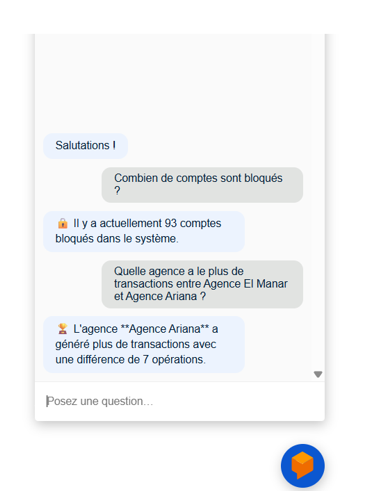 Salutations !
Combien de comptes sont bloqués
?
🔒 Il y a actuellement 93 comptes
bloqués dans le système.
Quelle agence a le plus de
transactions entre Agence El Manar
et Agence Ariana ?
🏆 L'agence **Agence Ariana** a
généré plus de transactions avec
une différence de 7 opérations.
Posez une question...